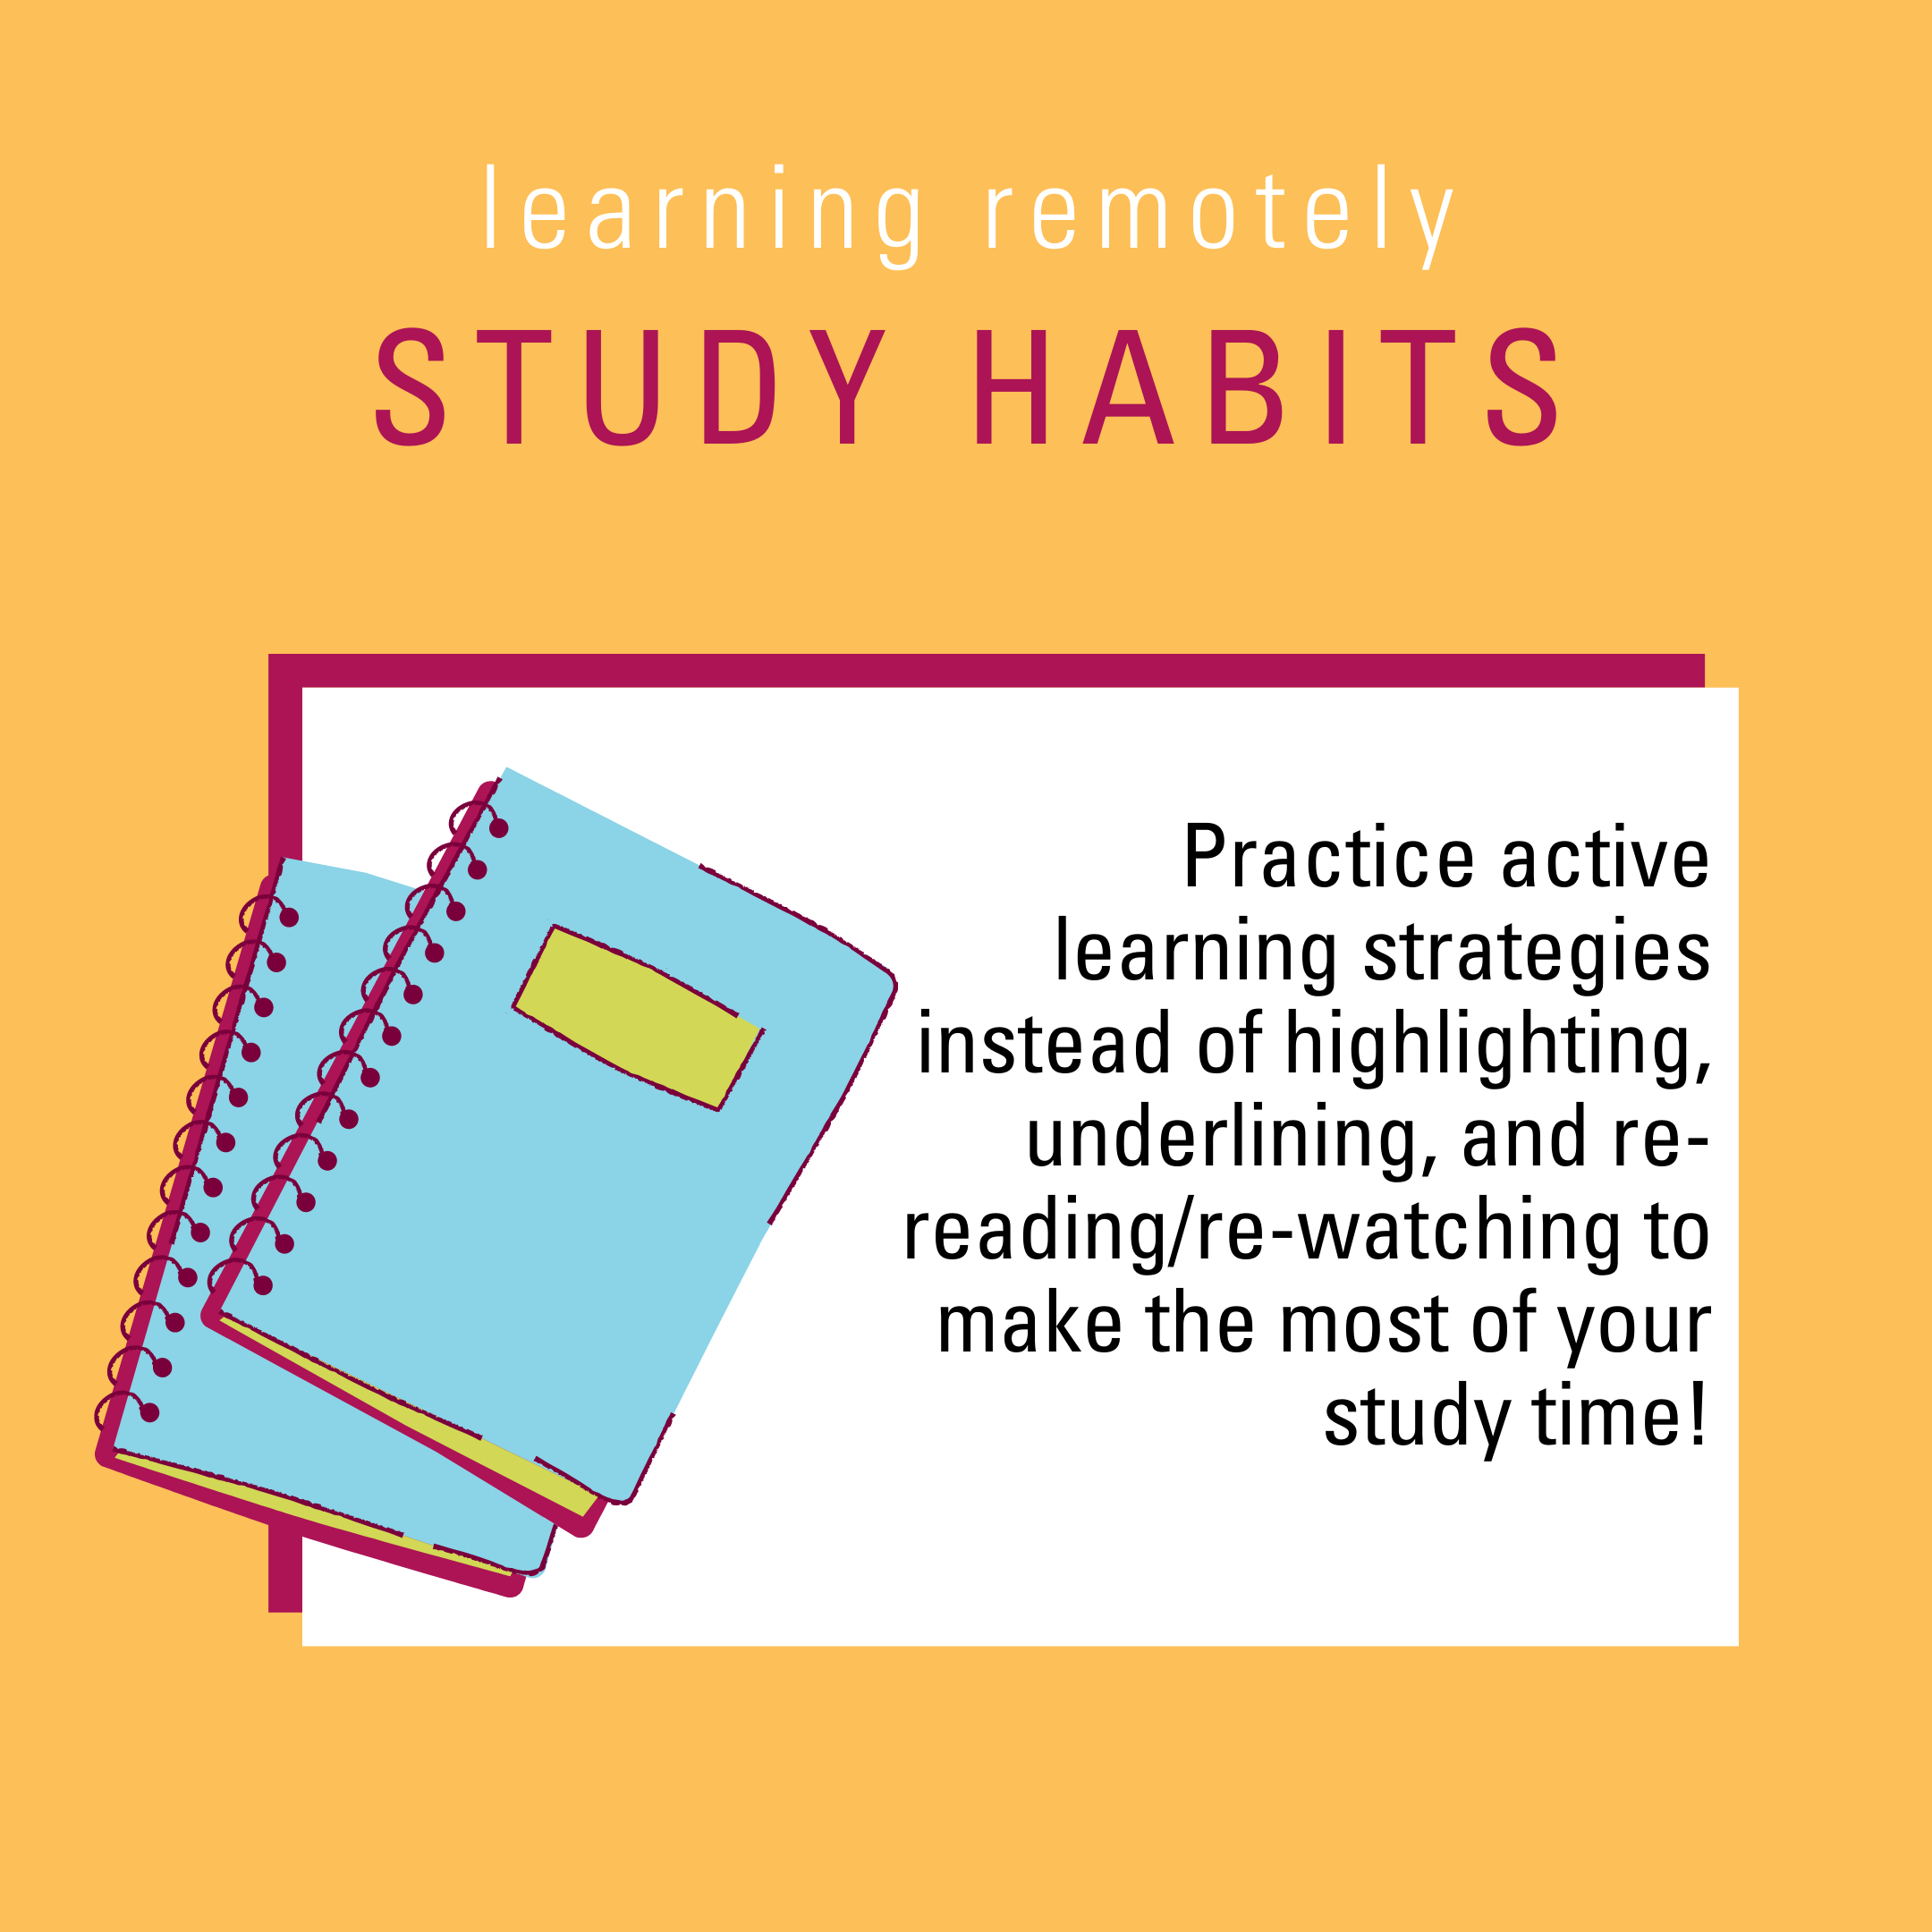 learning remotely
STUDY HABITS
Practice active
learning strategies
instead of highlighting,
underlining, and re-
reading/re-watching to
make the most of your
study time!